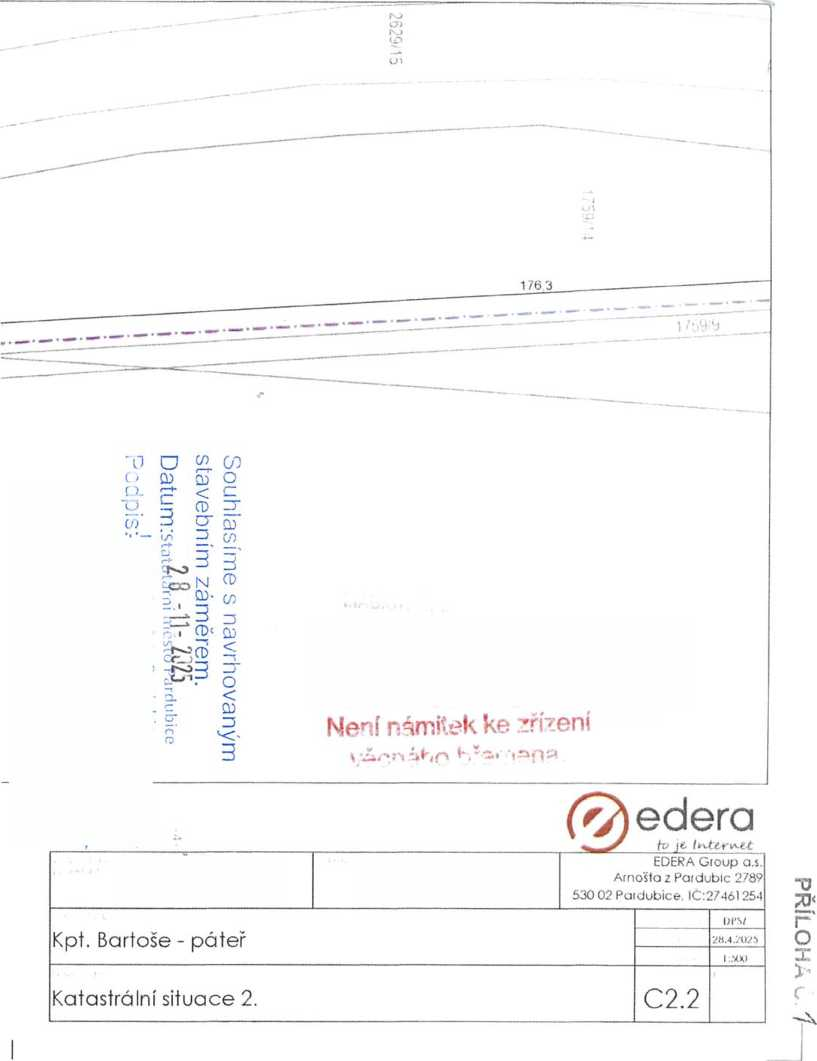 2629/15
1759/14
176,3
1759/9
Souhlasíme s navrhovaným
stavebním záměrem.
Datum: Statutární město Pardubice
28 -11- 2025
Podpis:
Není námitek ke zřízení
věcného břemena.
edera
to je Internet
EDERA Group a.s.
Arnošta z Pardubic 2789
530 02 Pardubice, IČ:27461254
DPSZ
Kpt. Bartoše - páteř
28.4.2025
1:500
Katastrální situace 2.
C2.2
PŘÍLOHA Č. 1